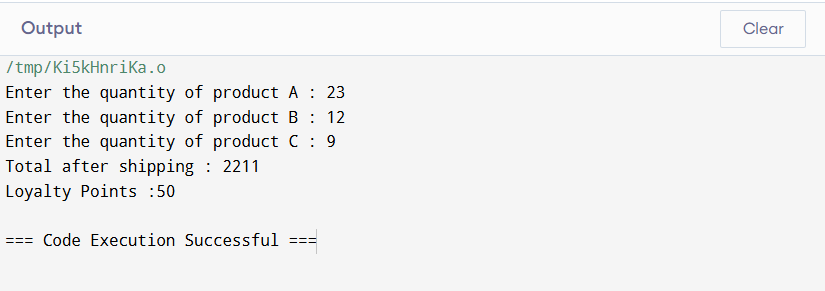 Output
Clear
/tmp/Ki5kHnriKa.o
Enter the quantity of product A : 23
Enter the quantity of product B : 12
Enter the quantity of product C : 9
Total after shipping : 2211
Loyalty Points :50
=== Code Execution Successful ===